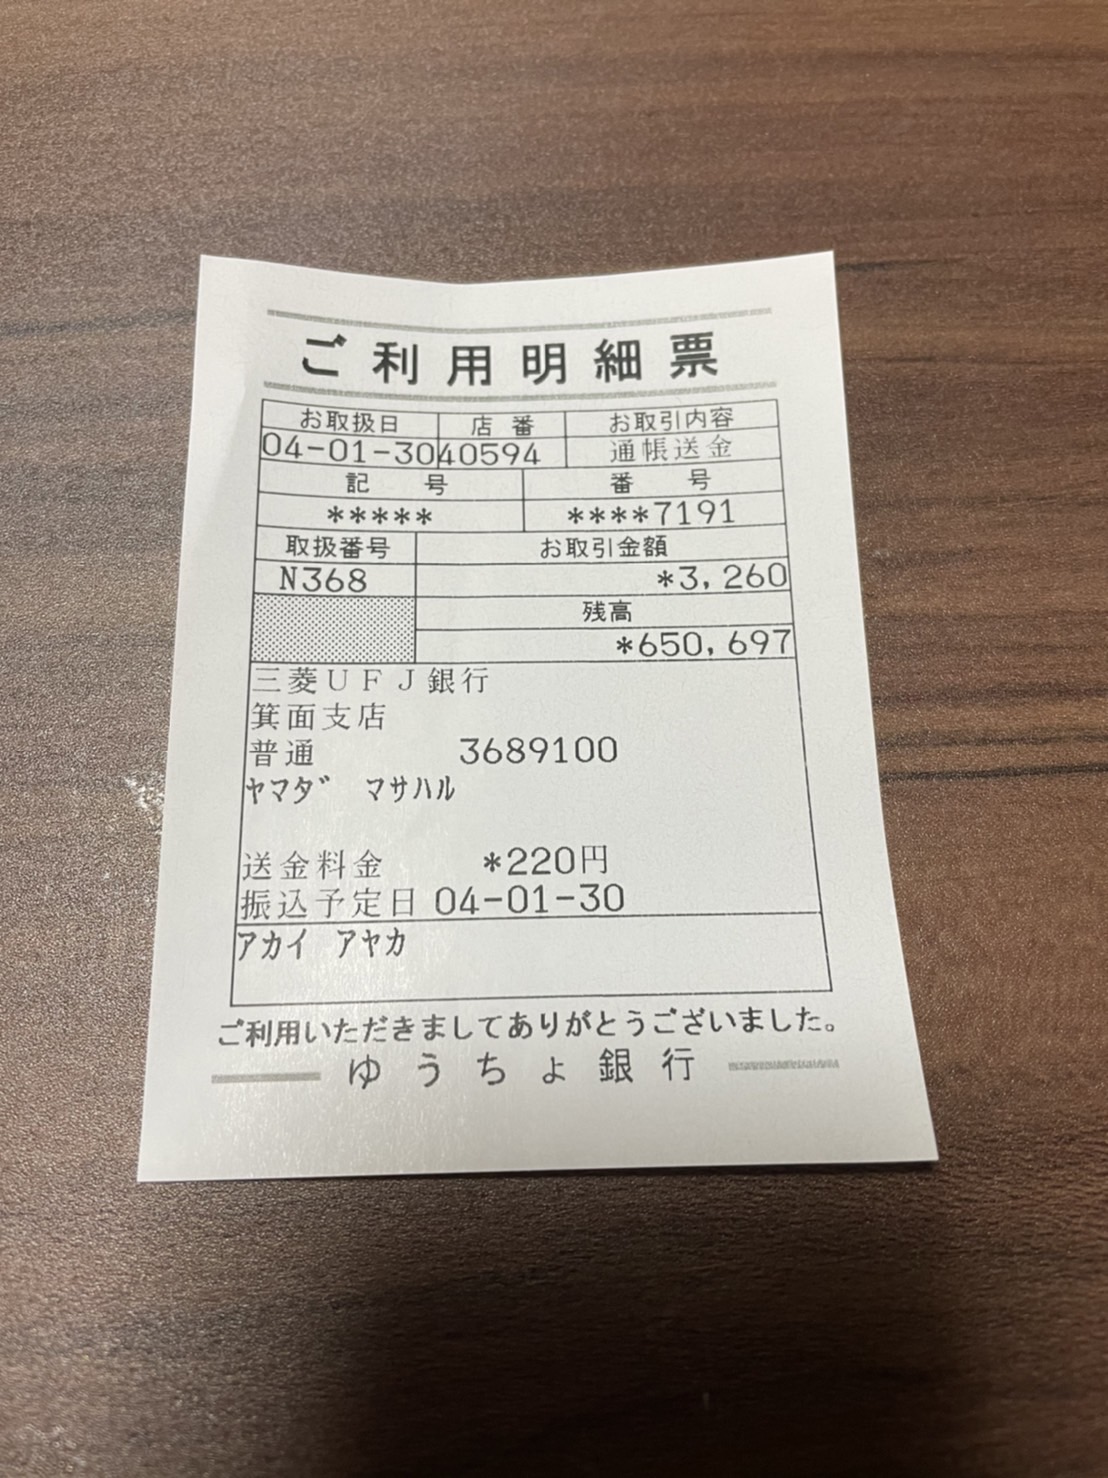 ご利用明細票
お取扱日 店番 お取引内容
04-01-30 40594 通帳送金
記号 番号
***** ****7191
取扱番号 お取引金額
N368 *3,260
残高
*650,697
三菱UFJ銀行
箕面支店
普通 3689100
ヤマダ マサハル
送金料金 *220円
振込予定日 04-01-30
アカイ アヤカ
ご利用いただきましてありがとうございました。
ゆうちょ銀行